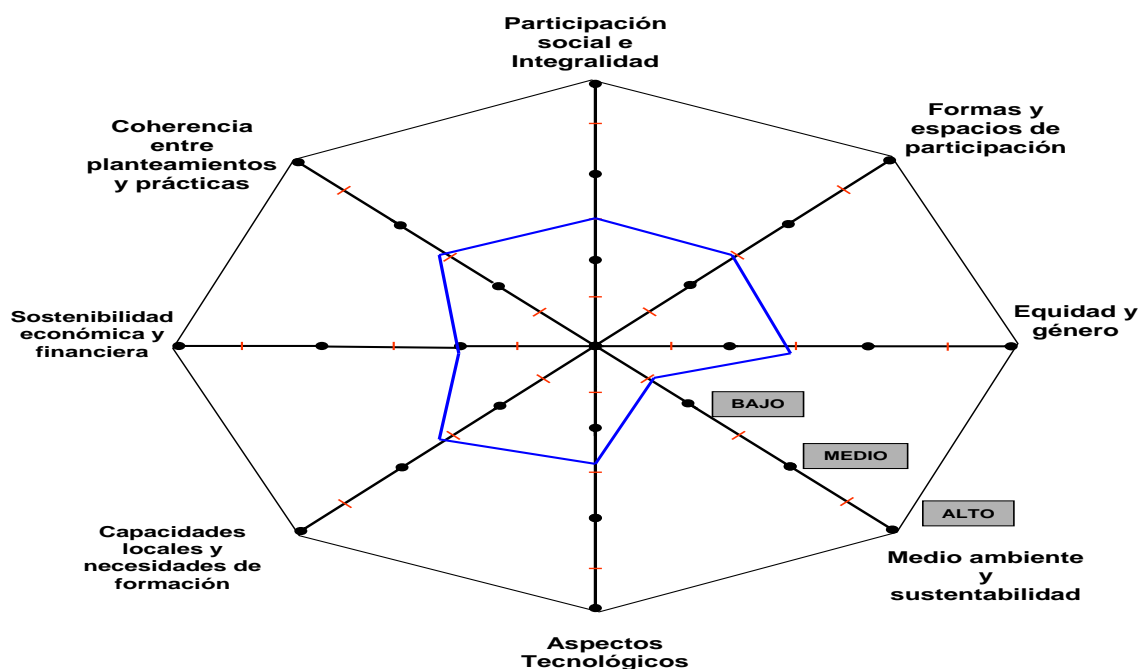 Participación
social e
Integralidad
Formas y
espacios de
participación
Coherencia
entre
planteamientos
y prácticas
Equidad y
género
Sostenibilidad
económica y
financiera
BAJO
MEDIO
ALTO
Medio ambiente
y
sustentabilidad
Capacidades
locales y
necesidades de
formación
Aspectos
Tecnológicos